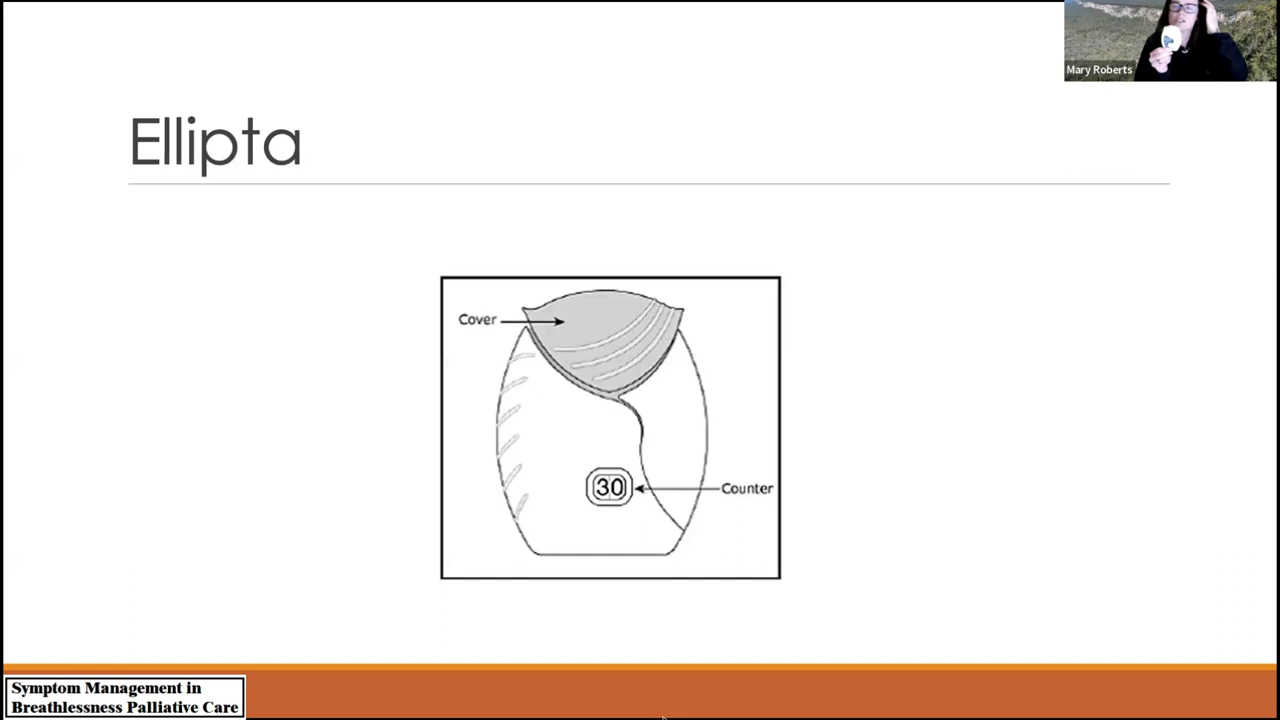 Mary Roberts
Ellipta
Cover
30
Counter
Symptom Management in
Breathlessness Palliative Care